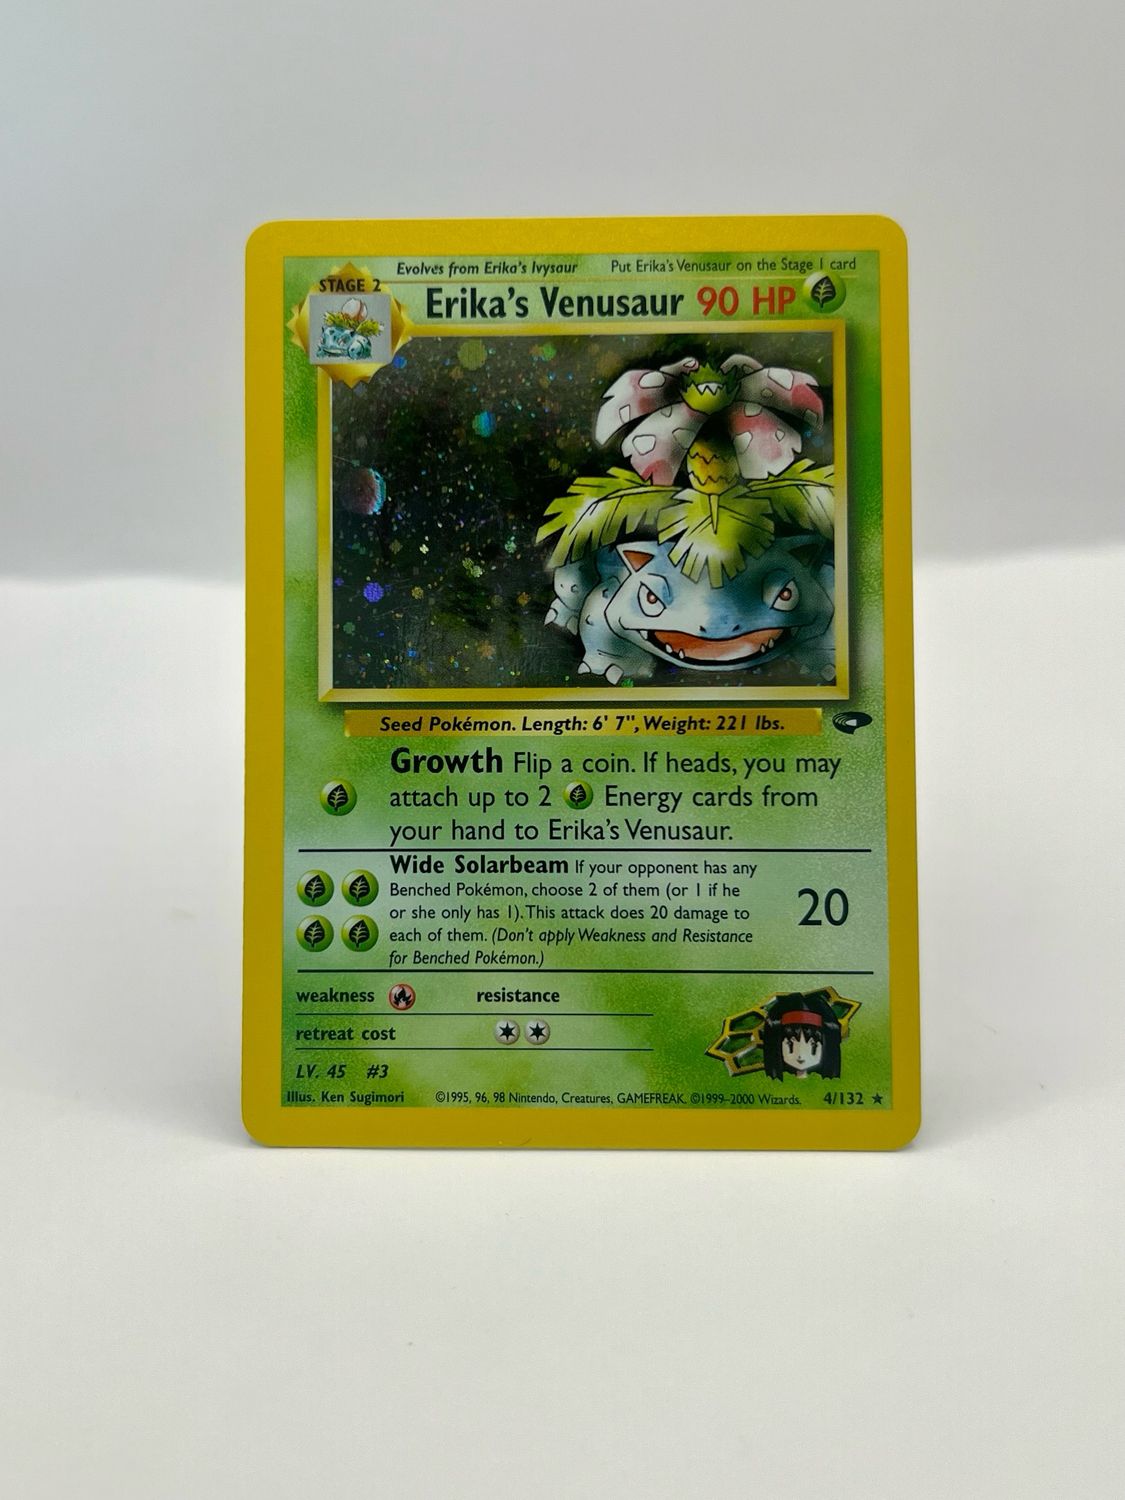 Evolves from Erika's Ivysaur Put Erika's Venusaur on the Stage 1 card
STAGE 2
Erika's Venusaur 90 HP
Seed Pokémon. Length: 6' 7", Weight: 221 lbs.
Growth Flip a coin. If heads, you may
attach up to 2 Energy cards from
your hand to Erika's Venusaur.
Wide Solarbeam If your opponent has any
Benched Pokémon, choose 2 of them (or 1 if he
or she only has 1). This attack does 20 damage to
each of them. (Don't apply Weakness and Resistance
for Benched Pokémon.)
20
weakness resistance
retreat cost
LV. 45 #3
Illus. Ken Sugimori ©1995, 96, 98 Nintendo, Creatures, GAMEFREAK. ©1999-2000 Wizards. 4/132 ★